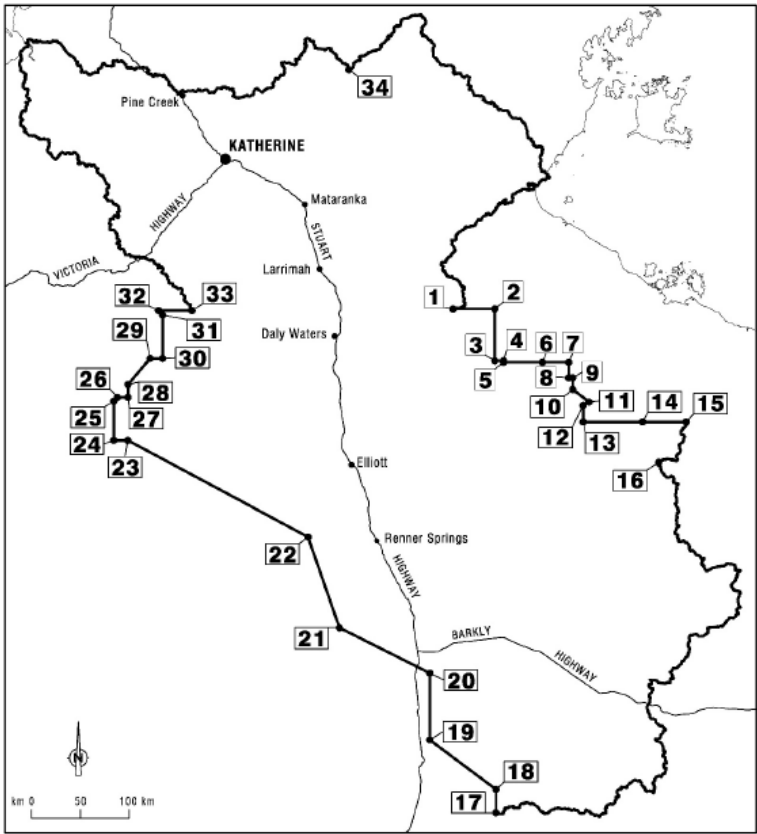 34
Pine Creek
KATHERINE
HIGHWAY
Mataranka
STUART
VICTORIA
Larrimah
32
33
1
2
31
29
Daly Waters
3
4
6
7
30
5
8
9
26
28
10
11
25
27
12
14
15
24
13
23
Elliott
16
22
Renner Springs
HIGHWAY
21
BARKLY
HIGHWAY
20
19
N
18
km 0 50 100 km
17